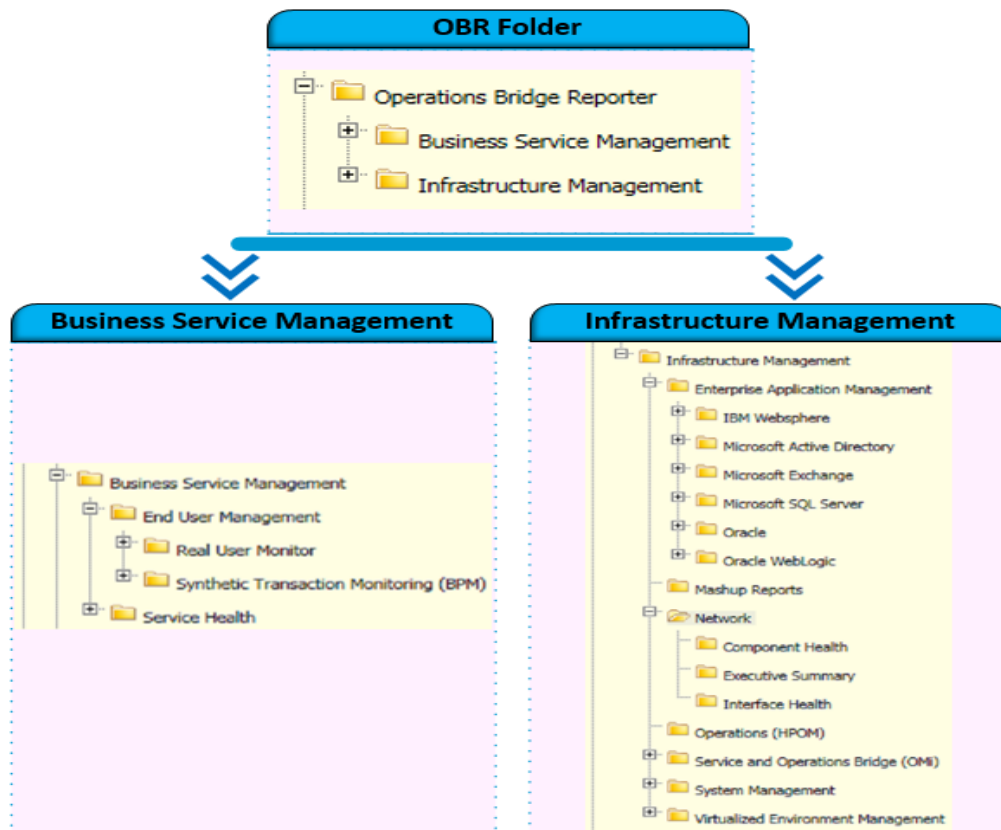 OBR Folder
Operations Bridge Reporter
Business Service Management
Infrastructure Management
Business Service Management
Business Service Management
End User Management
Real User Monitor
Synthetic Transaction Monitoring (BPM)
Service Health
Infrastructure Management
Infrastructure Management
Enterprise Application Management
IBM Websphere
Microsoft Active Directory
Microsoft Exchange
Microsoft SQL Server
Oracle
Oracle WebLogic
Mashup Reports
Network
Component Health
Executive Summary
Interface Health
Operations (HPOM)
Service and Operations Bridge (OMi)
System Management
Virtualized Environment Management